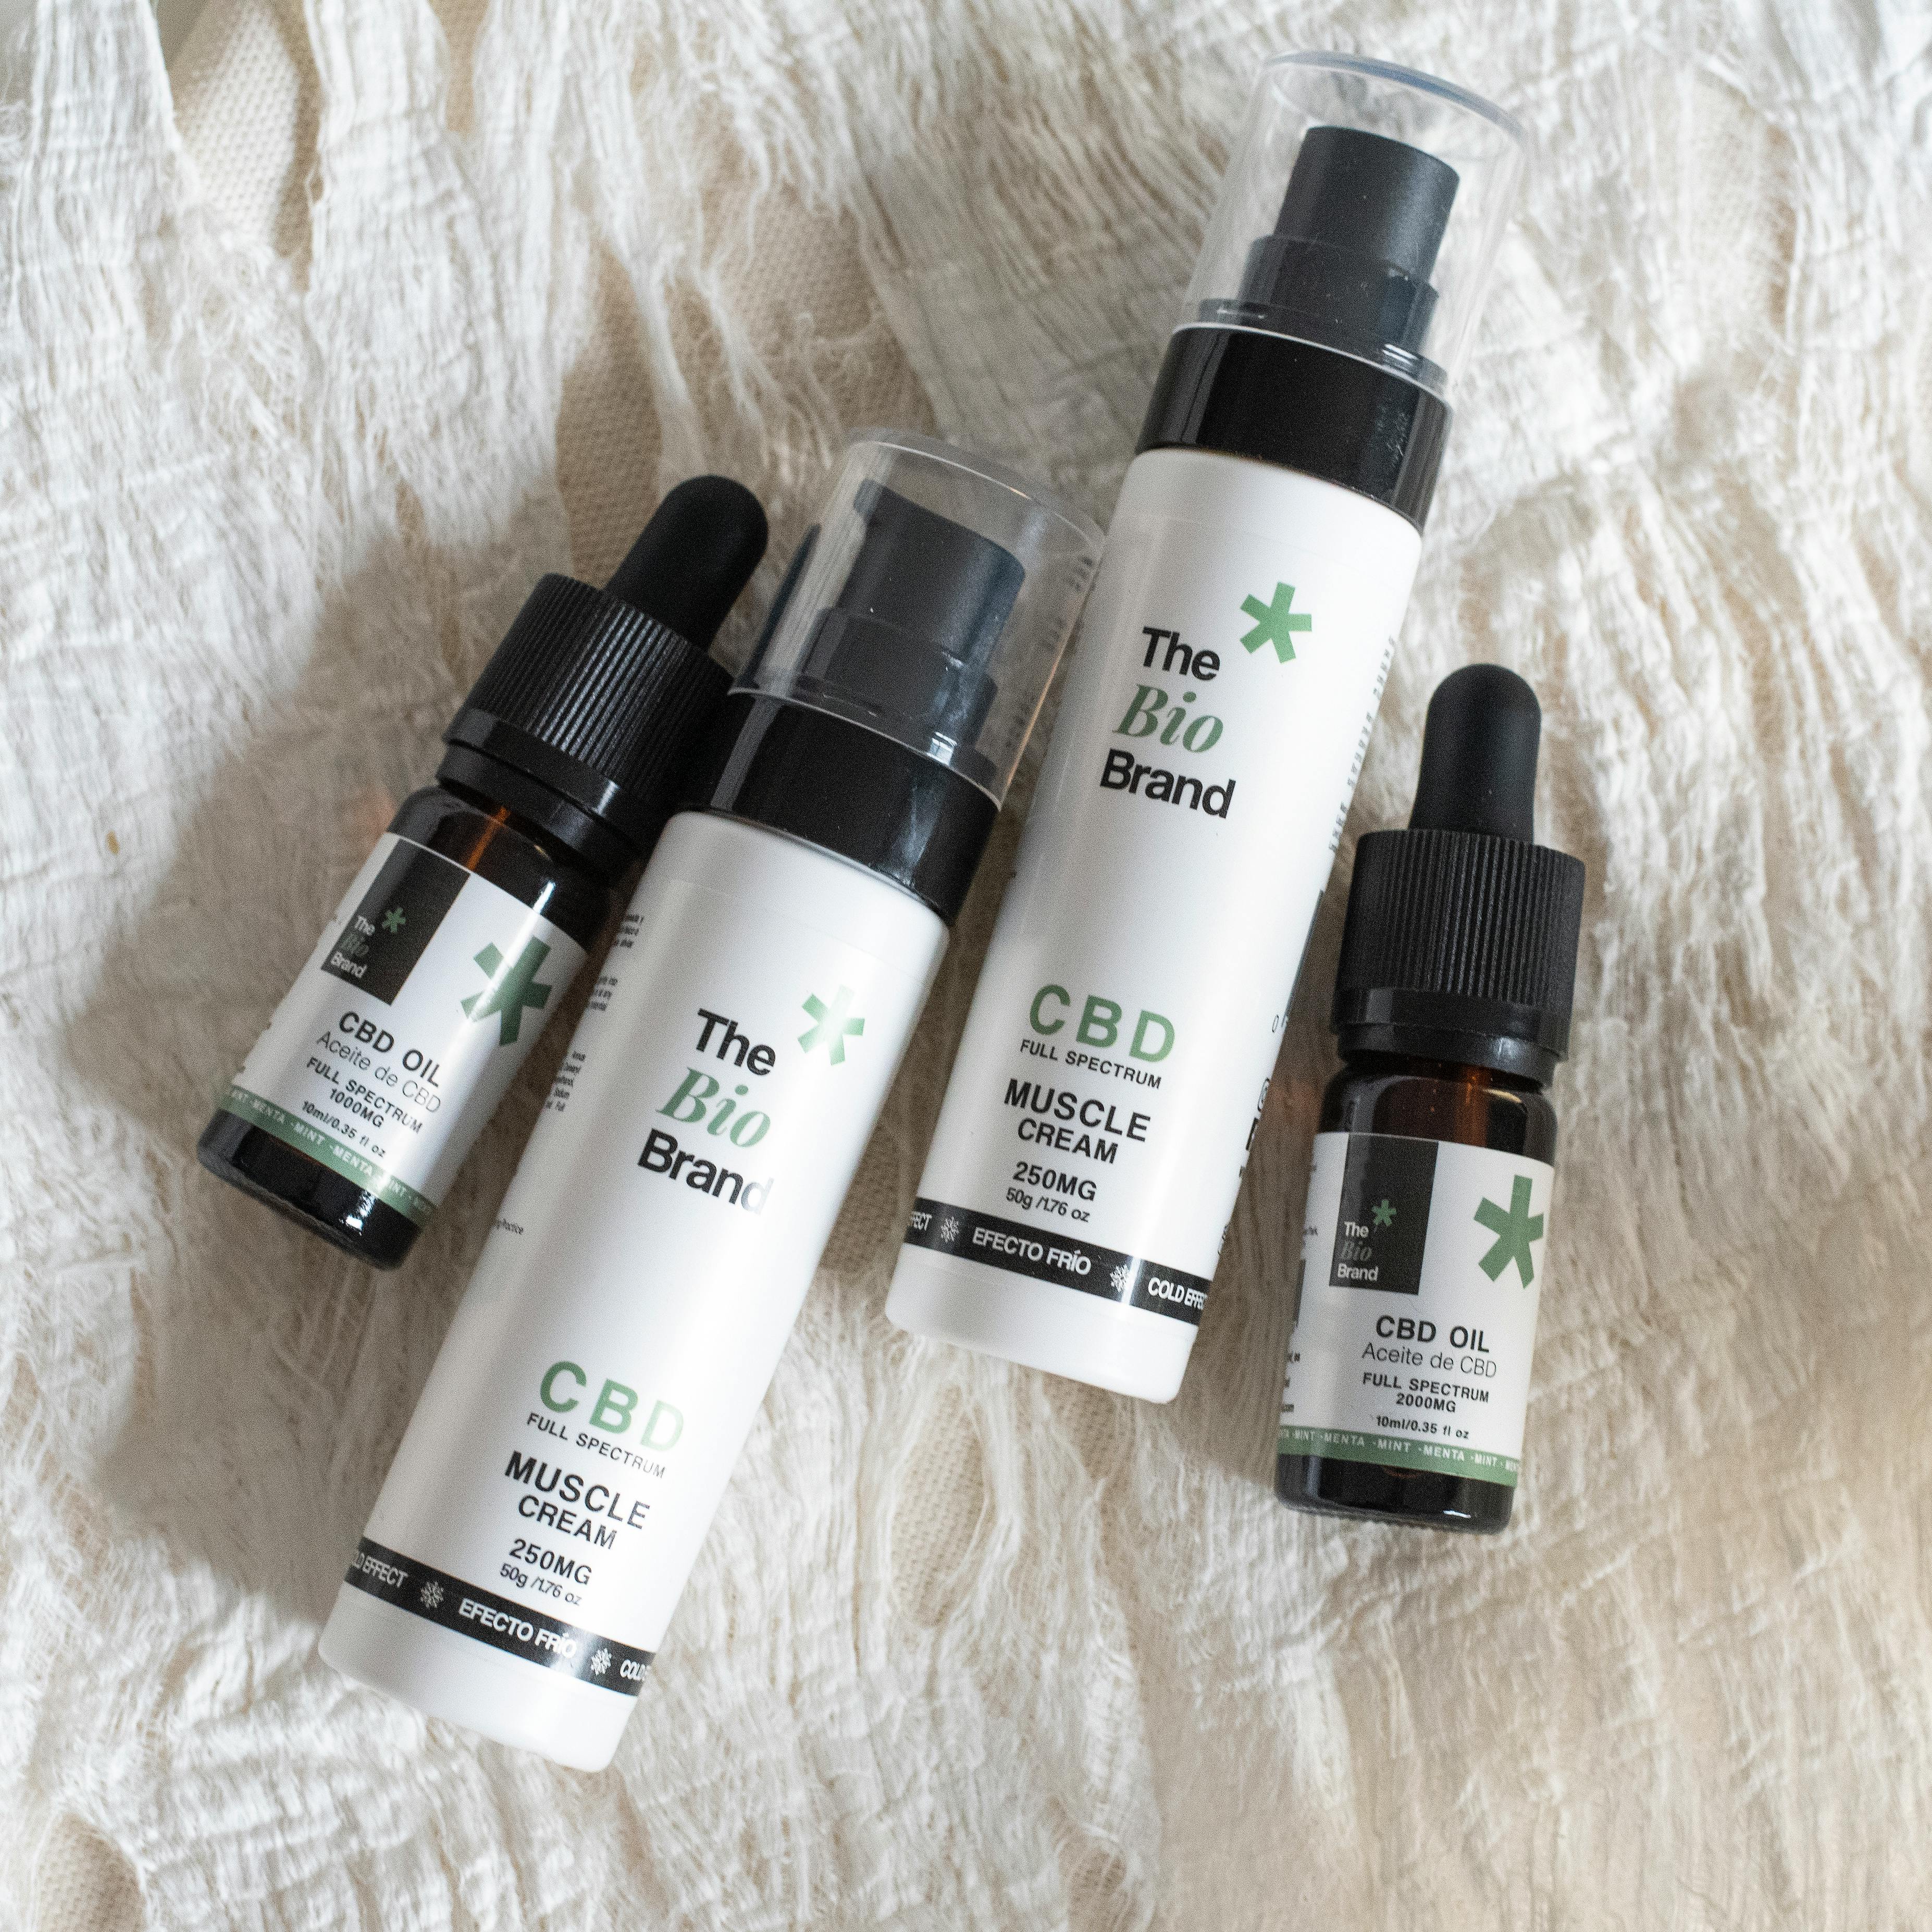 The
Bio
Brand
CBD OIL
Aceite de CBD
FULL SPECTRUM
1000MG
10ml/0.35 fl oz
MINT -MENTA -MINT -MENTA
The
Bio
Brand
CBD
FULL SPECTRUM
MUSCLE
CREAM
250MG
50g /1.76 oz
EFFECT EFECTO FRÍO COLD
The
Bio
Brand
CBD
FULL SPECTRUM
MUSCLE
CREAM
250MG
50g /1.76 oz
EFECTO FRÍO COLD
The
Bio
Brand
CBD OIL
Aceite de CBD
FULL SPECTRUM
2000MG
10ml/0.35 fl oz
-MINT -MENTA -MINT -MENTA -MINT